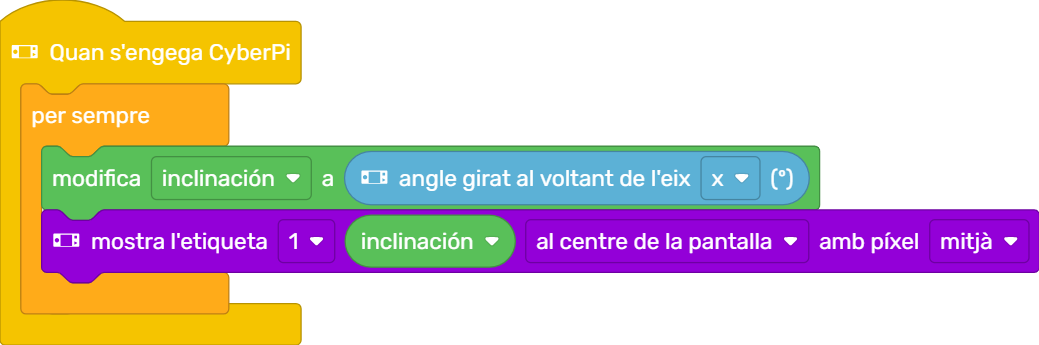 Quan s'engega CyberPi
per sempre
modifica inclinación a angle girat al voltant de l'eix x (°)
mostra l'etiqueta 1 inclinación al centre de la pantalla amb píxel mitjà